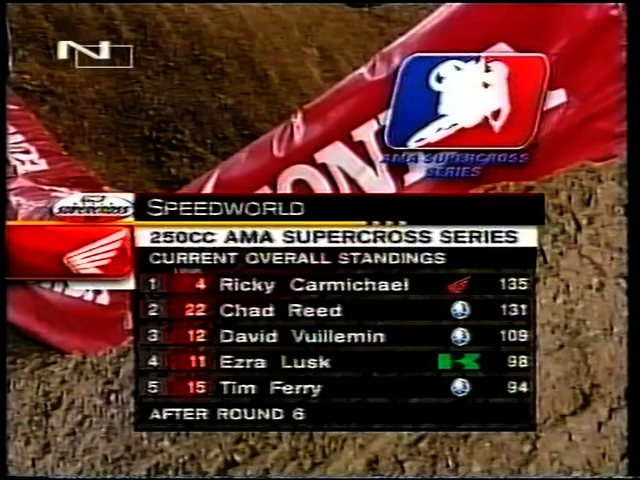 N
HONDA
AMA SUPERCROSS
SERIES
SUPERCROSS
SPEEDWORLD
250CC AMA SUPERCROSS SERIES
CURRENT OVERALL STANDINGS
1 4 Ricky Carmichael 135
2 22 Chad Reed 131
3 12 David Vuillemin 109
4 11 Ezra Lusk K 98
5 15 Tim Ferry 94
AFTER ROUND 6